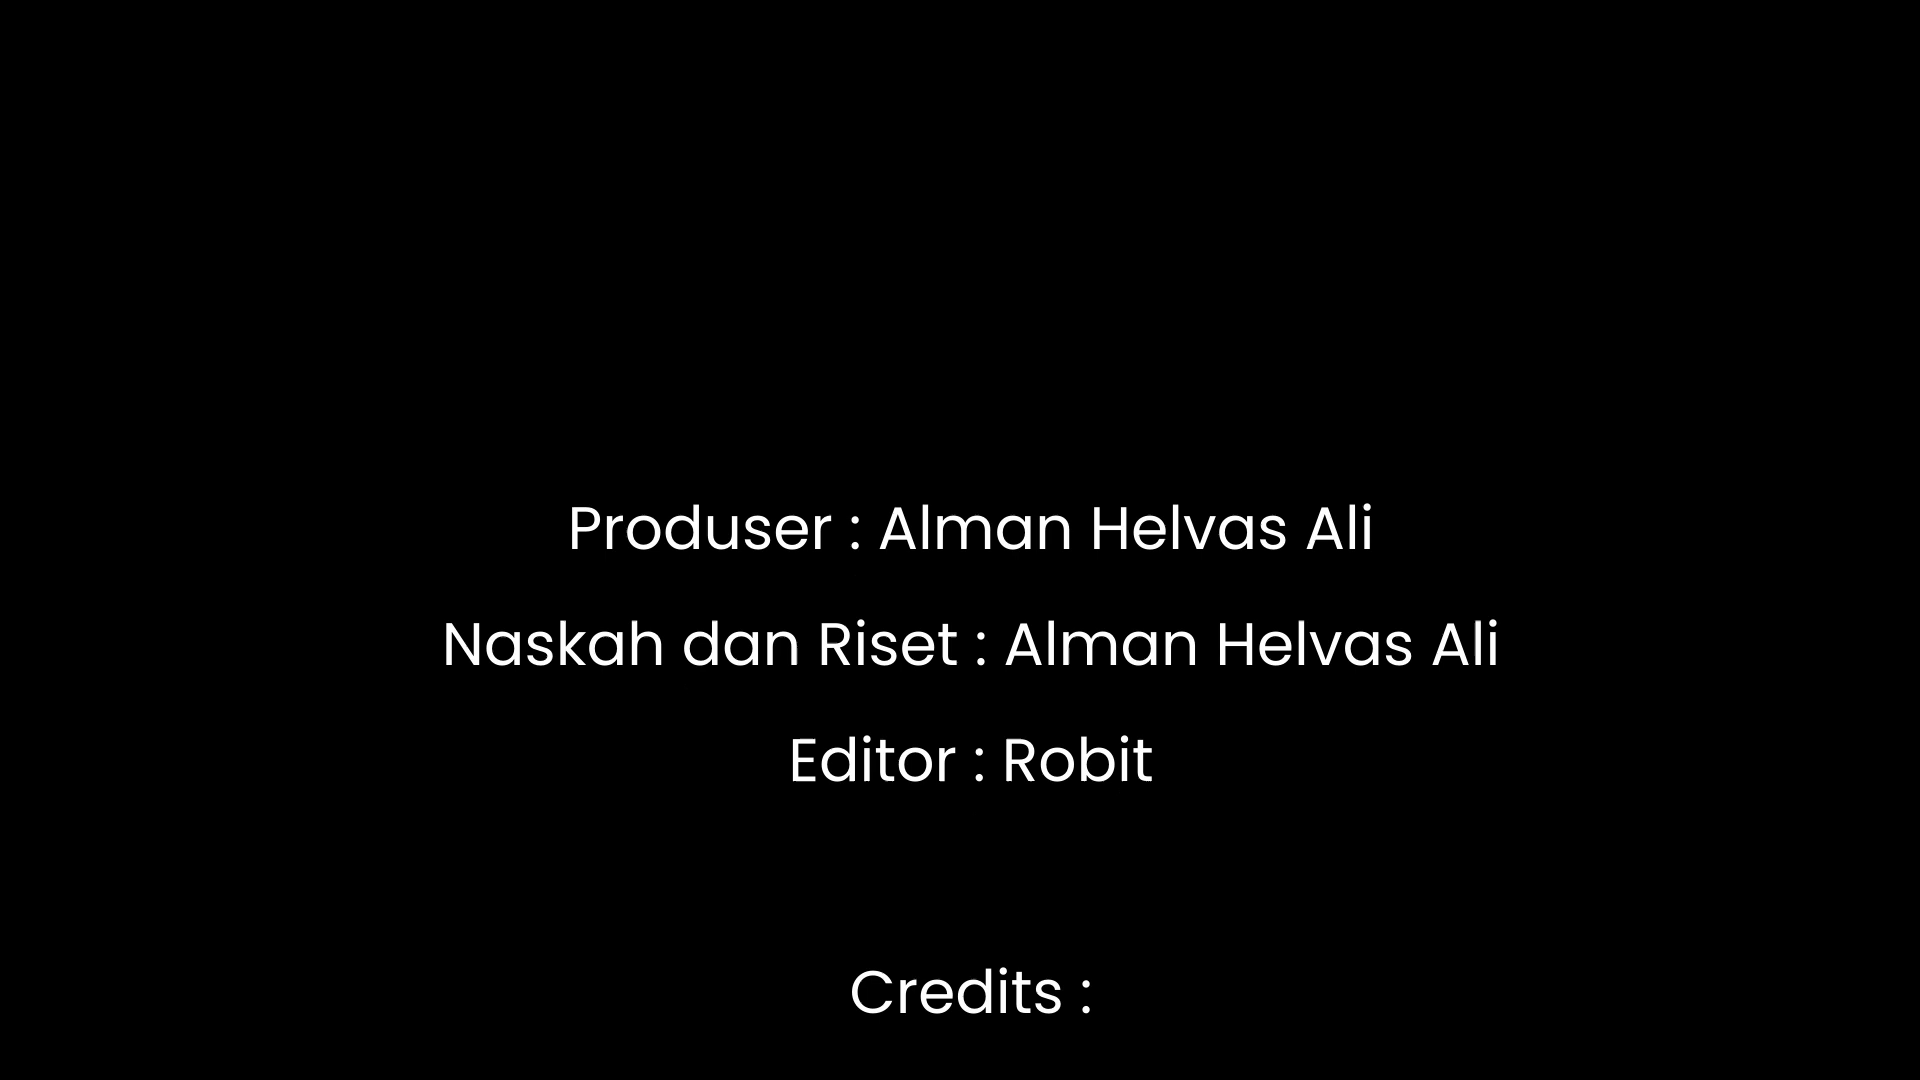 Produser : Alman Helvas Ali
Naskah dan Riset : Alman Helvas Ali
Editor : Robit
Credits :